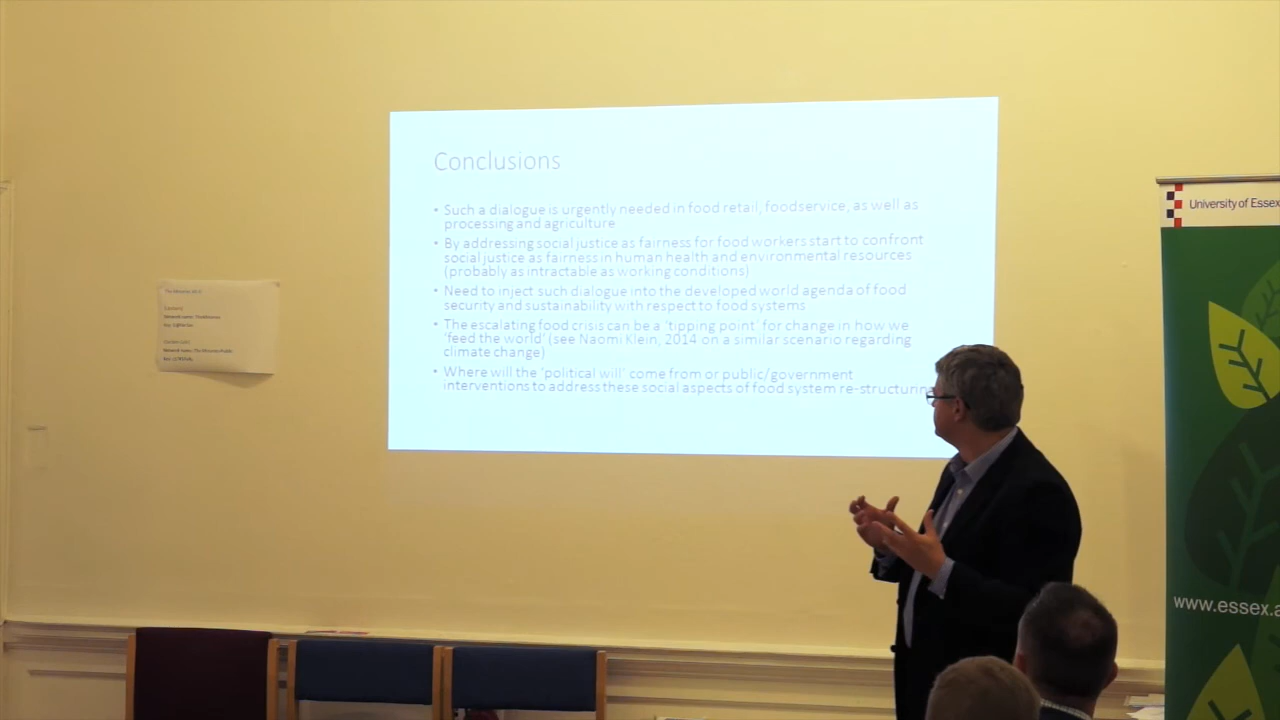 Conclusions
• Such a dialogue is urgently needed in food retail, foodservice, as well as
processing and agriculture
• By addressing social justice as fairness for food workers start to confront
social justice as fairness in human health and environmental resources
(probably as intractable as working conditions)
• Need to inject such dialogue into the developed world agenda of food
security and sustainability with respect to food systems
• The escalating food crisis can be a 'tipping point' for change in how we
'feed the world' (see Naomi Klein, 2014 on a similar scenario regarding
climate change)
• Where will the 'political will' come from or public/government
interventions to address these social aspects of food system re-structurin
University of Essex
www.essex.a